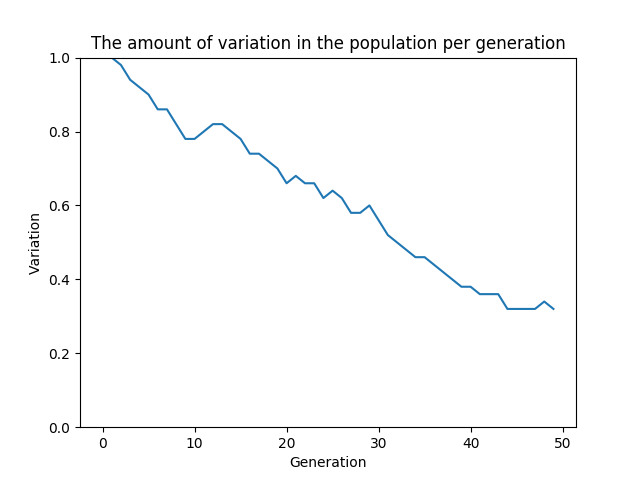 The amount of variation in the population per generation
1.0
0.8
0.6
0.4
0.2
0.0
Variation
0 10 20 30 40 50
Generation